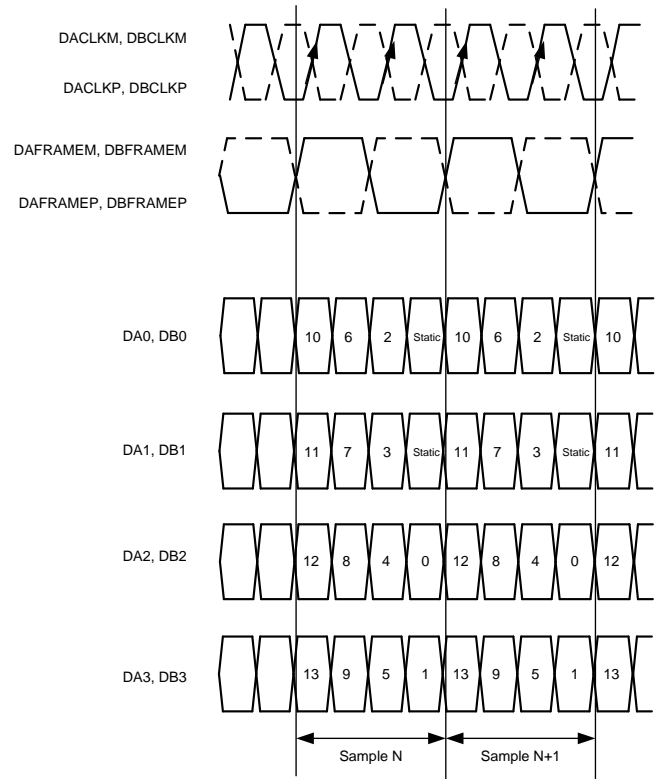 DACLKM, DBCLKM
DACLKP, DBCLKP
DAFRAMEM, DBFRAMEM
DAFRAMEP, DBFRAMEP
DA0, DB0 10 6 2 Static 10 6 2 Static 10
DA1, DB1 11 7 3 Static 11 7 3 Static 11
DA2, DB2 12 8 4 0 12 8 4 0 12
DA3, DB3 13 9 5 1 13 9 5 1 13
Sample N Sample N+1